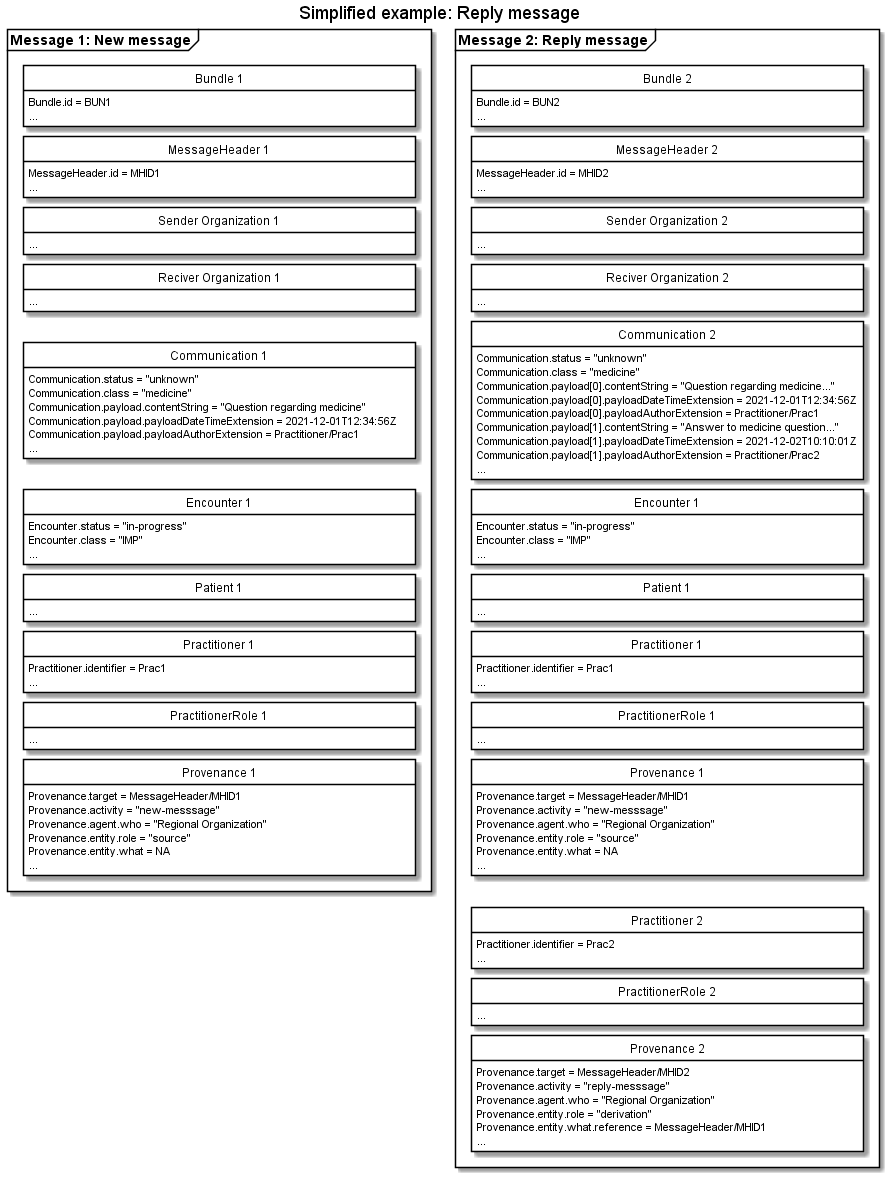 Simplified example: Reply message
Message 1: New message
Bundle 1
Bundle.id = BUN1
...
MessageHeader 1
MessageHeader.id = MHID1
...
Sender Organization 1
...
Reciver Organization 1
...
Communication 1
Communication.status = "unknown"
Communication.class = "medicine"
Communication.payload.contentString = "Question regarding medicine"
Communication.payload.payloadDateTimeExtension = 2021-12-01T12:34:56Z
Communication.payload.payloadAuthorExtension = Practitioner/Prac1
...
Encounter 1
Encounter.status = "in-progress"
Encounter.class = "IMP"
...
Patient 1
...
Practitioner 1
Practitioner.identifier = Prac1
...
PractitionerRole 1
...
Provenance 1
Provenance.target = MessageHeader/MHID1
Provenance.activity = "new-messsage"
Provenance.agent.who = "Regional Organization"
Provenance.entity.role = "source"
Provenance.entity.what = NA
...
Message 2: Reply message
Bundle 2
Bundle.id = BUN2
...
MessageHeader 2
MessageHeader.id = MHID2
...
Sender Organization 2
...
Reciver Organization 2
...
Communication 2
Communication.status = "unknown"
Communication.class = "medicine"
Communication.payload[0].contentString = "Question regarding medicine..."
Communication.payload[0].payloadDateTimeExtension = 2021-12-01T12:34:56Z
Communication.payload[0].payloadAuthorExtension = Practitioner/Prac1
Communication.payload[1].contentString = "Answer to medicine question..."
Communication.payload[1].payloadDateTimeExtension = 2021-12-02T10:10:01Z
Communication.payload[1].payloadAuthorExtension = Practitioner/Prac2
...
Encounter 1
Encounter.status = "in-progress"
Encounter.class = "IMP"
...
Patient 1
...
Practitioner 1
Practitioner.identifier = Prac1
...
PractitionerRole 1
...
Provenance 1
Provenance.target = MessageHeader/MHID1
Provenance.activity = "new-messsage"
Provenance.agent.who = "Regional Organization"
Provenance.entity.role = "source"
Provenance.entity.what = NA
...
Practitioner 2
Practitioner.identifier = Prac2
...
PractitionerRole 2
...
Provenance 2
Provenance.target = MessageHeader/MHID2
Provenance.activity = "reply-messsage"
Provenance.agent.who = "Regional Organization"
Provenance.entity.role = "derivation"
Provenance.entity.what.reference = MessageHeader/MHID1
...